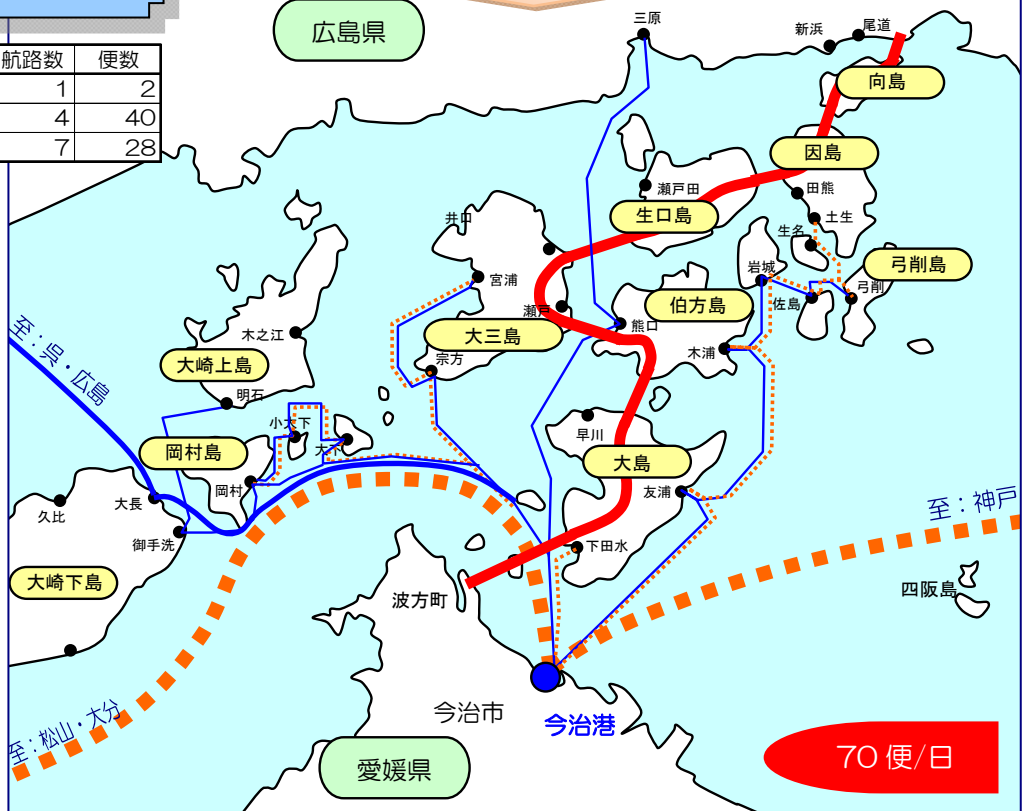 広島県
三原
新浜
尾道
航路数 便数
1 2
4 40
7 28
向島
因島
田熊
土生
生名
瀬戸田
生口島
井口
宮浦
瀬戸
大三島
宗方
伯方島
熊口
木浦
岩城
佐島
弓削島
弓削
木之江
大崎上島
明石
至：呉・広島
小大下
大下
岡村島
岡村
大長
久比
御手洗
大崎下島
早川
大島
友浦
下田水
至：神戸
四阪島
波方町
今治市
今治港
至：松山・大分
愛媛県
70便/日